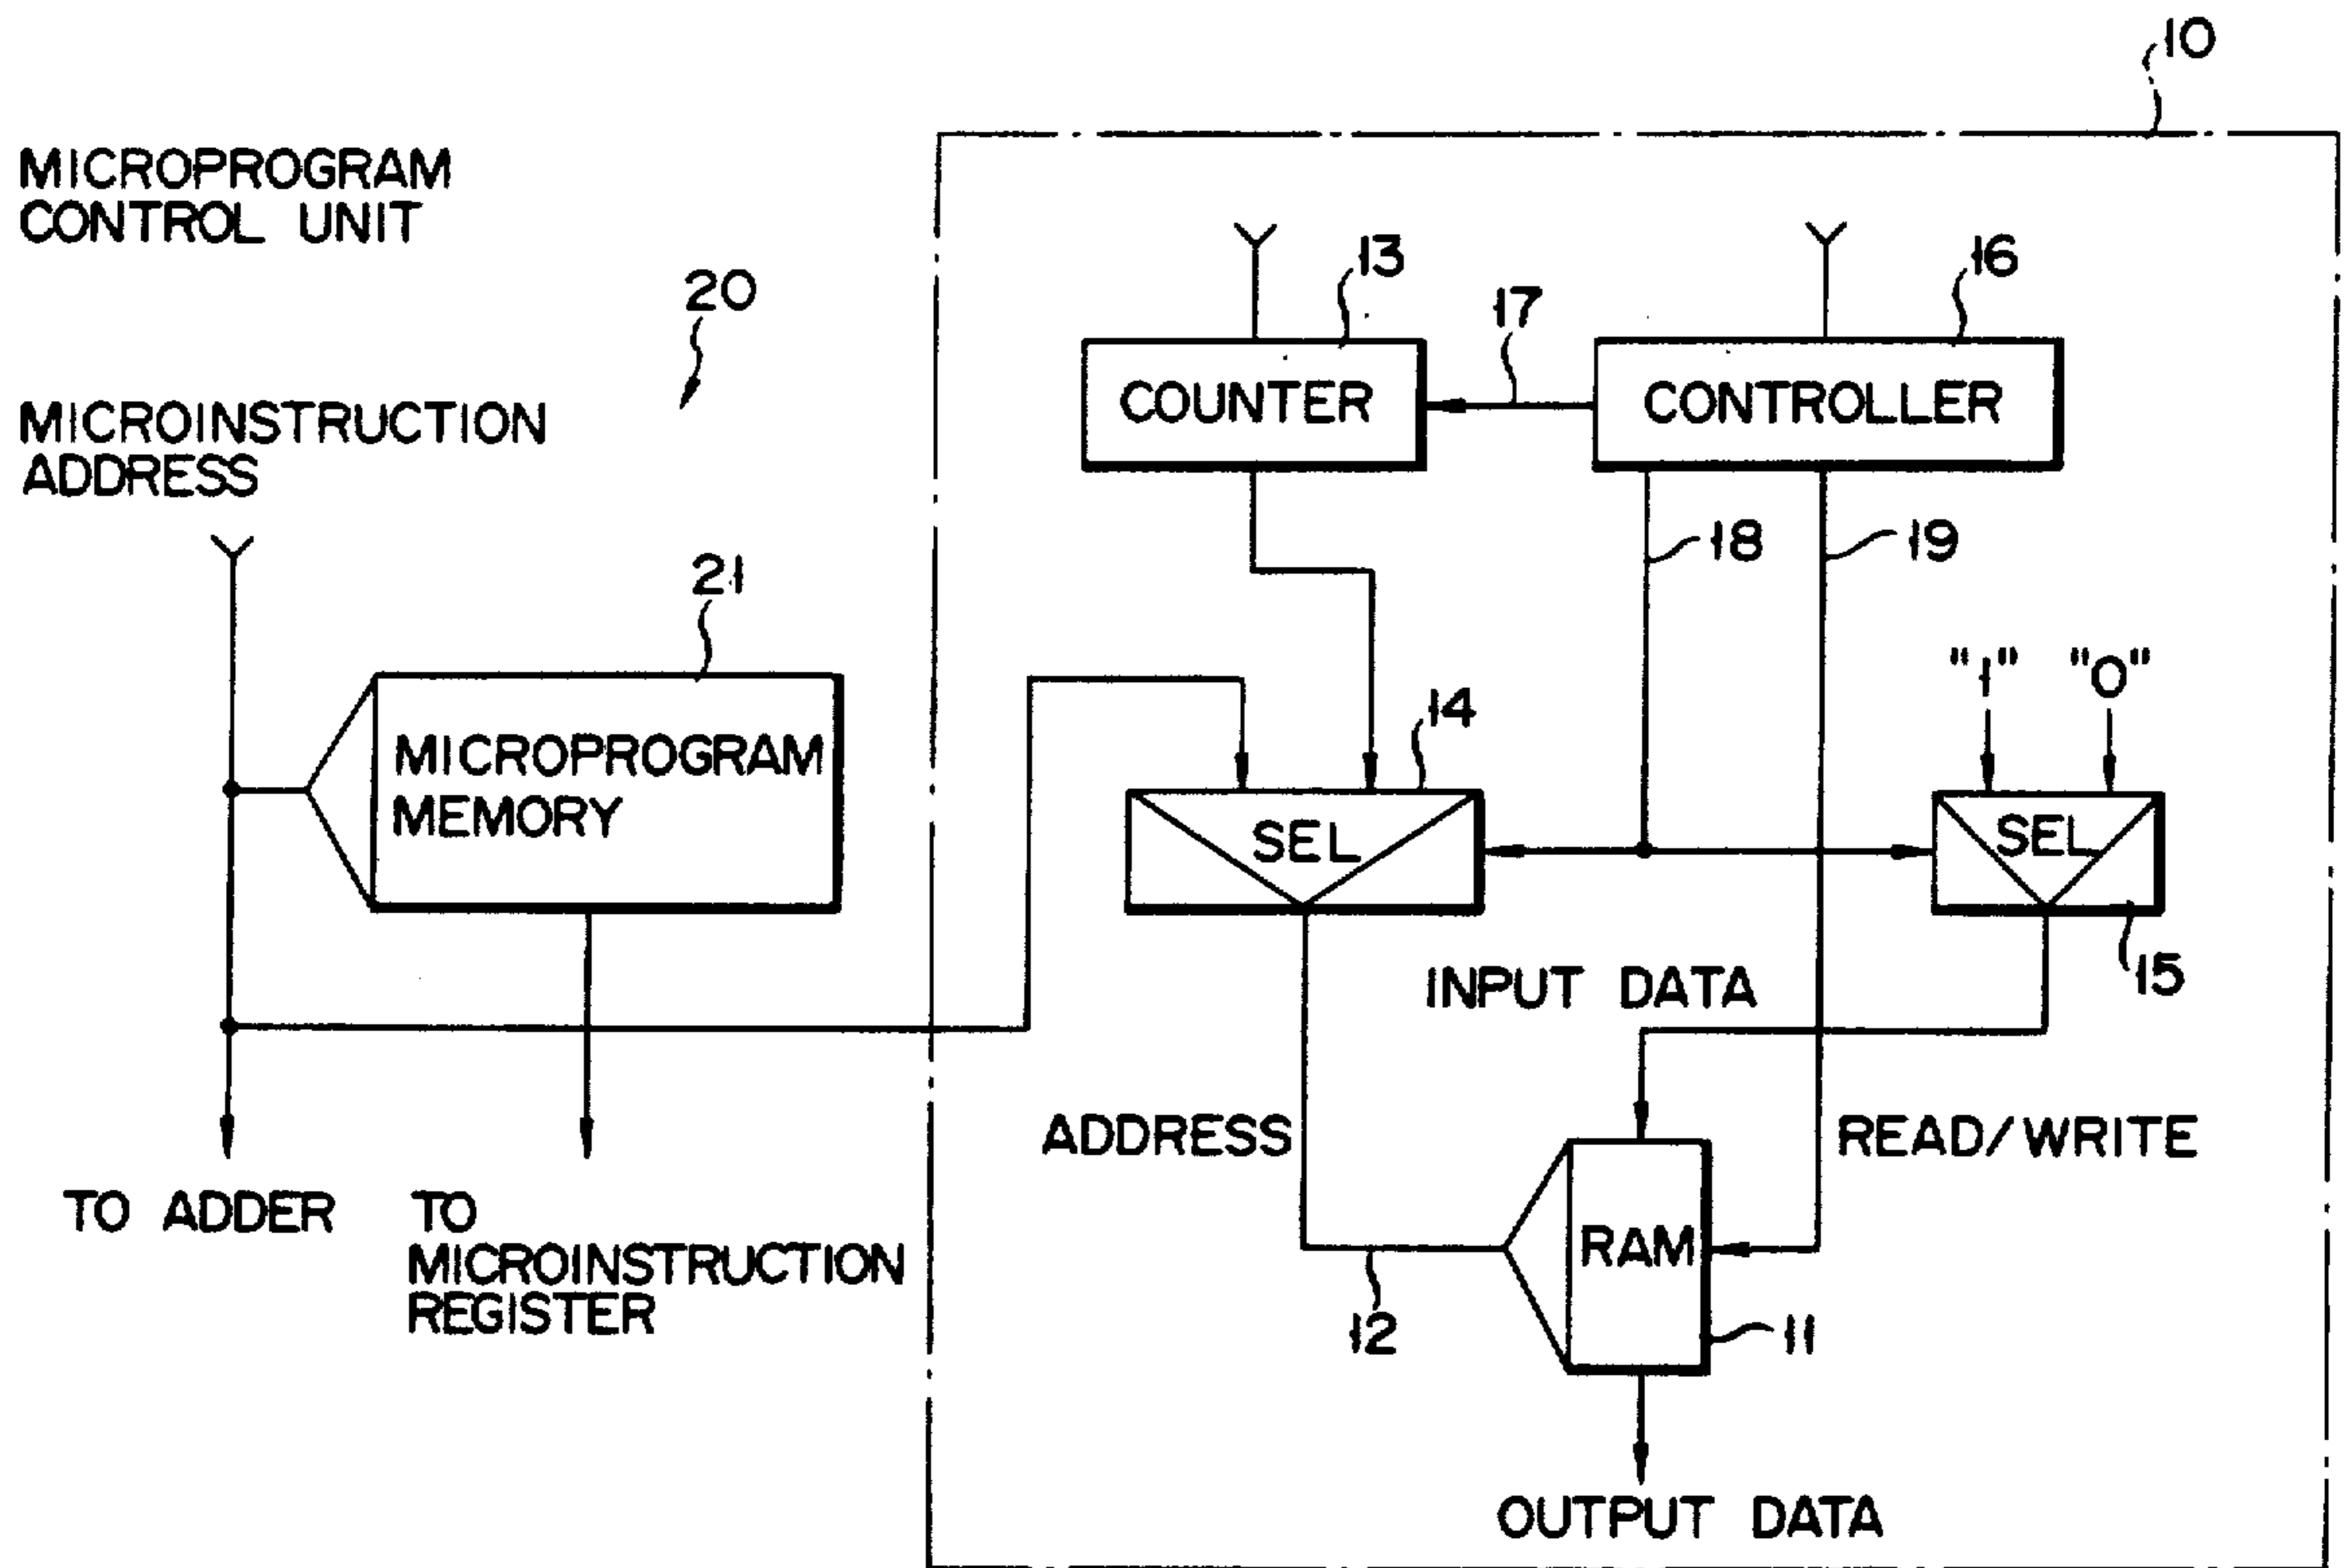 10
MICROPROGRAM
CONTROL UNIT
20
MICROINSTRUCTION
ADDRESS
13
17
16
COUNTER
CONTROLLER
18
19
21
MICROPROGRAM
MEMORY
"1" "0"
14
SEL
SEL
15
INPUT DATA
ADDRESS
READ/WRITE
TO ADDER
TO
MICROINSTRUCTION
REGISTER
RAM
12
11
OUTPUT DATA